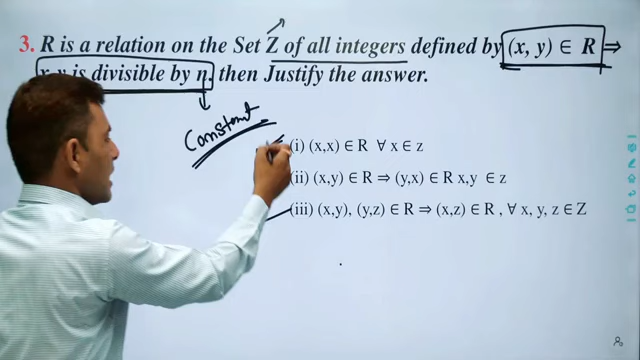 3. R is a relation on the Set Z of all integers defined by (x, y) ∈ R ⇒
x-y is divisible by n, then Justify the answer.
Constant
(i) (x,x) ∈ R ∀ x ∈ z
(ii) (x,y) ∈ R ⇒ (y,x) ∈ R x,y ∈ z
(iii) (x,y), (y,z) ∈ R ⇒ (x,z) ∈ R , ∀ x, y, z ∈ Z